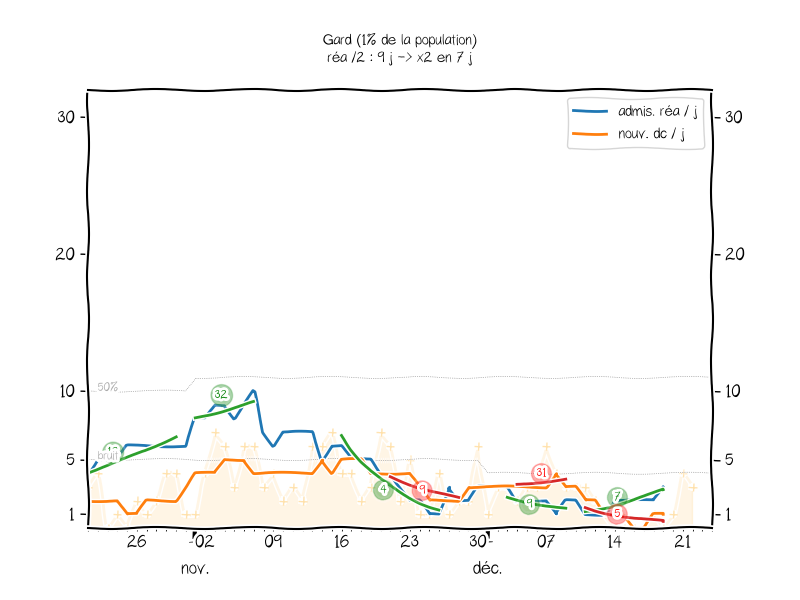 Gard (1% de la population)
réa /2 : 9 j -> x2 en 7 j
admis. réa / j
nouv. dc / j
30 30
20 20
50%
32
10 10
bruit
5 5
31
4
9
9
7
5
1 1
26 02 09 16 23 30 07 14 21
nov. déc.